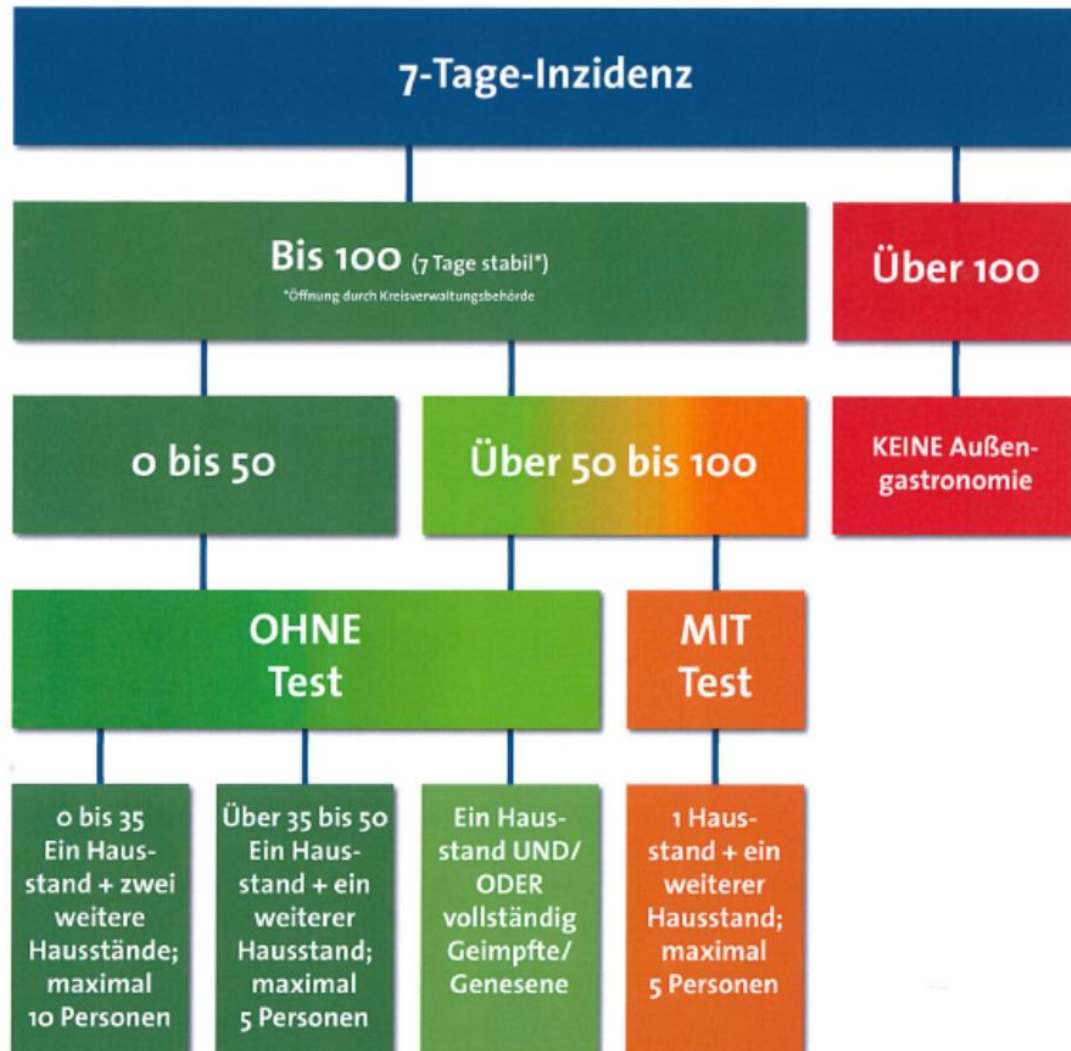 7-Tage-Inzidenz
Bis 100 (7 Tage stabil*)
*Öffnung durch Kreisverwaltungsbehörde
Über 100
0 bis 50
Über 50 bis 100
KEINE Außen-
gastronomie
OHNE
Test
MIT
Test
0 bis 35
Ein Haus-
stand + zwei
weitere
Hausstände;
maximal
10 Personen
Über 35 bis 50
Ein Haus-
stand + ein
weiterer
Hausstand;
maximal
5 Personen
Ein Haus-
stand UND/
ODER
vollständig
Geimpfte/
Genesene
1 Haus-
stand + ein
weiterer
Hausstand;
maximal
5 Personen